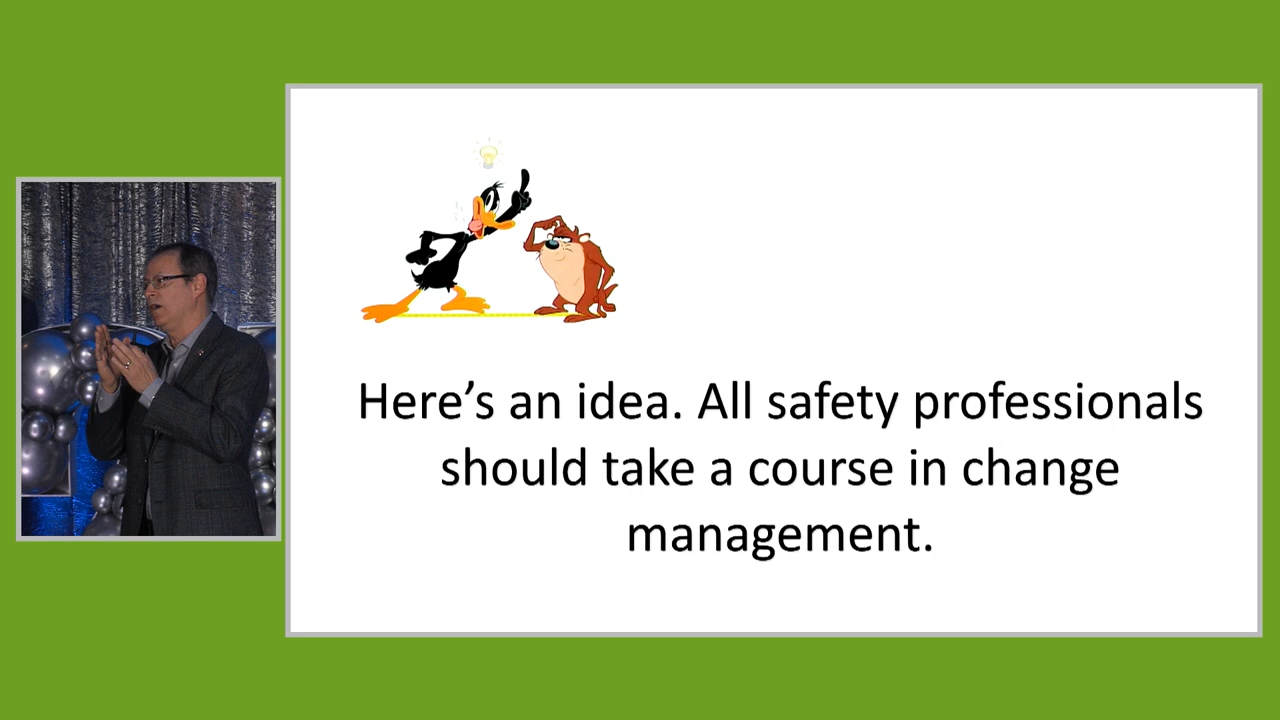 Here’s an idea. All safety professionals
should take a course in change
management.